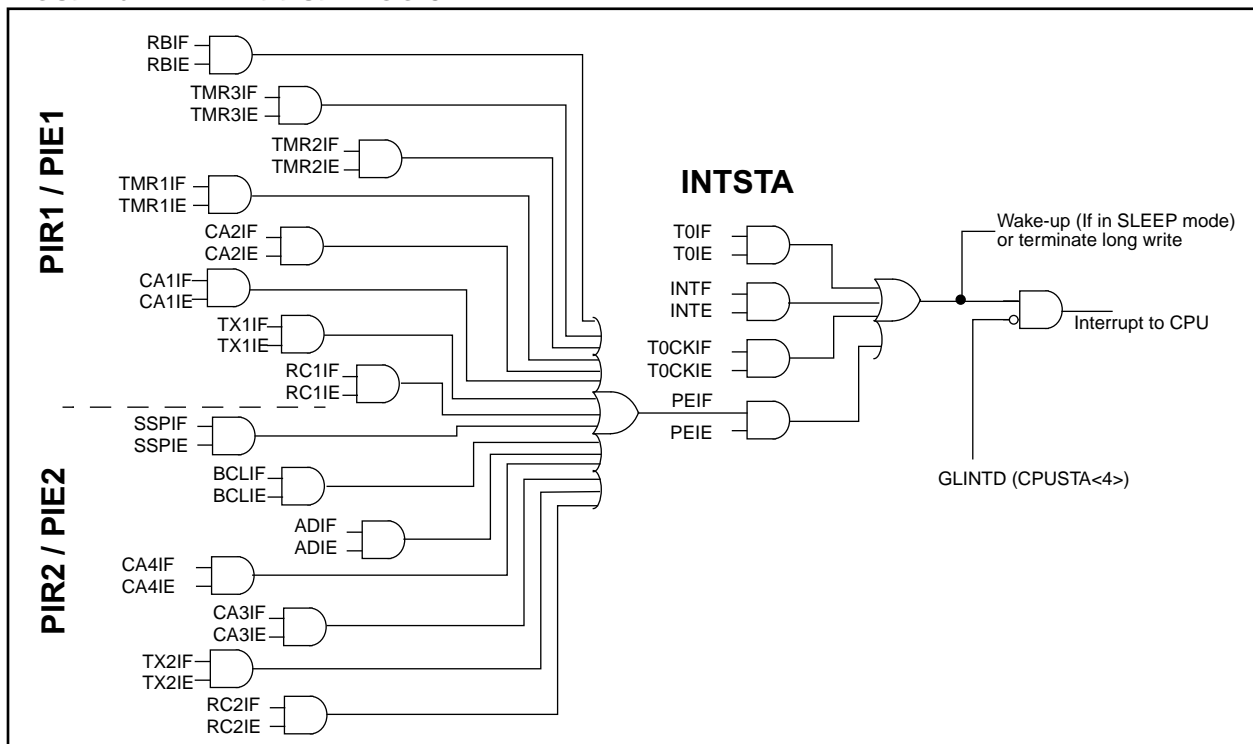 PIR1 / PIE1
RBIF
RBIE
TMR3IF
TMR3IE
TMR2IF
TMR2IE
TMR1IF
TMR1IE
CA2IF
CA2IE
CA1IF
CA1IE
TX1IF
TX1IE
RC1IF
RC1IE
PIR2 / PIE2
SSPIF
SSPIE
BCLIF
BCLIE
ADIF
ADIE
CA4IF
CA4IE
CA3IF
CA3IE
TX2IF
TX2IE
RC2IF
RC2IE
INTSTA
T0IF
T0IE
INTF
INTE
T0CKIF
T0CKIE
PEIF
PEIE
Wake-up (If in SLEEP mode)
or terminate long write
Interrupt to CPU
GLINTD (CPUSTA<4>)